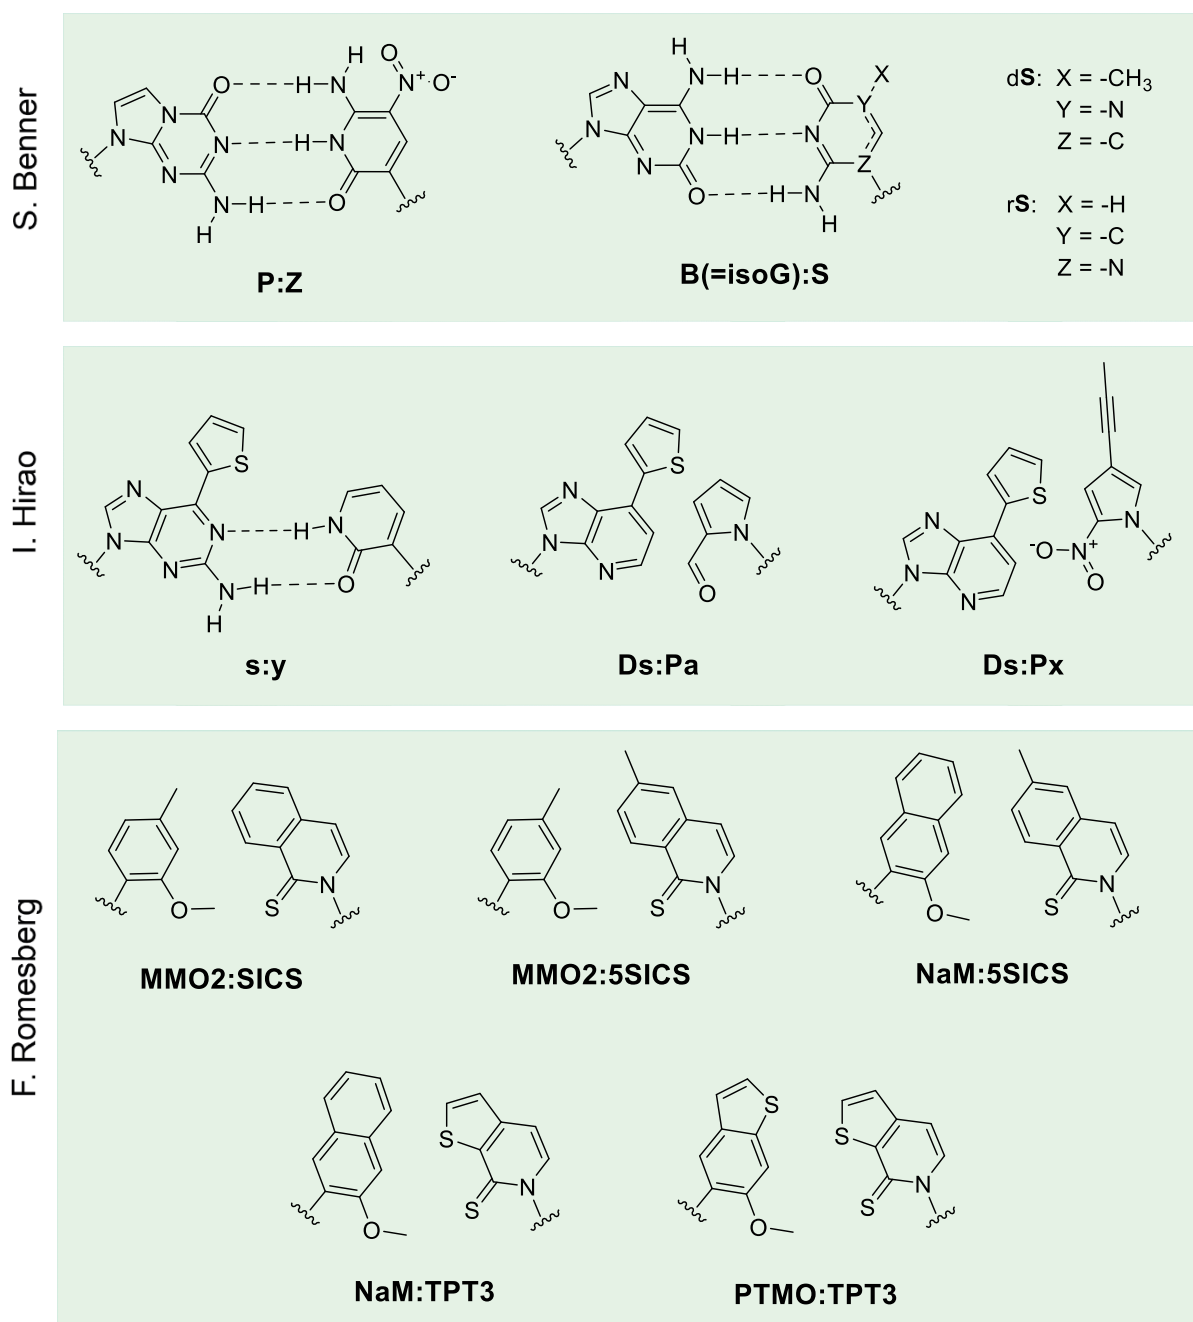 S. Benner
O H N H O N+ O-
N N H N
N N N O
N H
H
P:Z
H
N N H O X
Y
N N H N
N Z
O H N
H
B(=isoG):S
dS: X = -CH3
Y = -N
Z = -C
rS: X = -H
Y = -C
Z = -N
I. Hirao
S
N N H N
N N N H O
H
s:y
S
N
N N N
O
Ds:Pa
S
N
N N
-O N+ N
O
Ds:Px
F. Romesberg
O S N
MMO2:SICS
O S N
MMO2:5SICS
O S N
NaM:5SICS
S
O S N
NaM:TPT3
S S
O S N
PTMO:TPT3